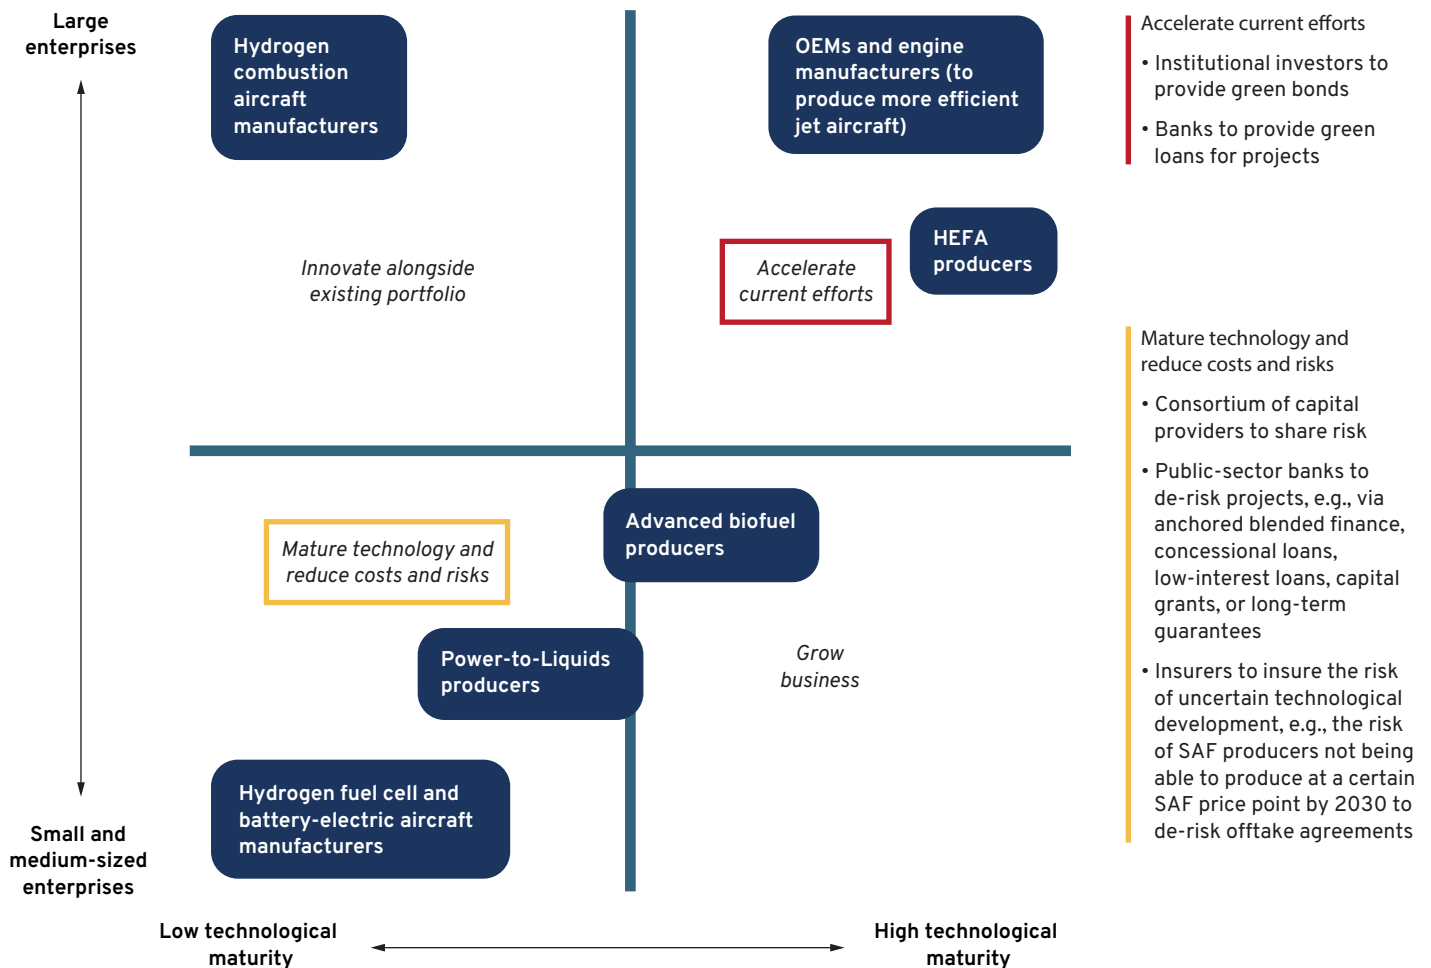 Large
enterprises
Hydrogen
combustion
aircraft
manufacturers
OEMs and engine
manufacturers (to
produce more efficient
jet aircraft)
HEFA
producers
Innovate alongside
existing portfolio
Accelerate
current efforts
Advanced biofuel
producers
Mature technology and
reduce costs and risks
Power-to-Liquids
producers
Grow
business
Hydrogen fuel cell and
battery-electric aircraft
manufacturers
Small and
medium-sized
enterprises
Low technological
maturity
High technological
maturity
Accelerate current efforts
• Institutional investors to
provide green bonds
• Banks to provide green
loans for projects
Mature technology and
reduce costs and risks
• Consortium of capital
providers to share risk
• Public-sector banks to
de-risk projects, e.g., via
anchored blended finance,
concessional loans,
low-interest loans, capital
grants, or long-term
guarantees
• Insurers to insure the risk
of uncertain technological
development, e.g., the risk
of SAF producers not being
able to produce at a certain
SAF price point by 2030 to
de-risk offtake agreements